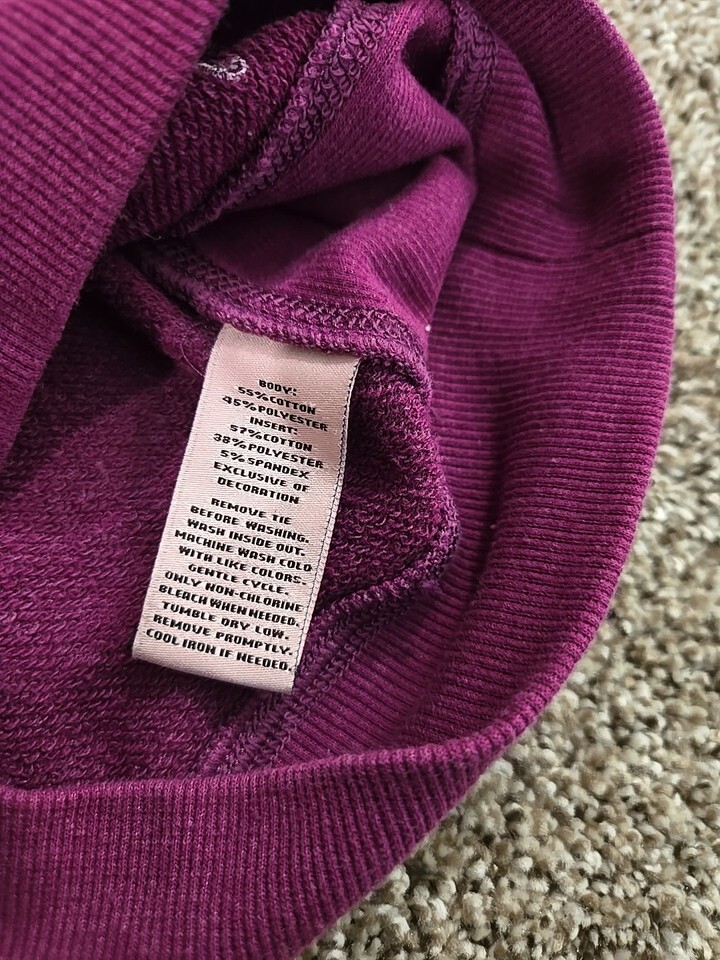 BODY:
55%COTTON
45%POLYESTER
INSERT:
57%COTTON
38%POLYESTER
5%SPANDEX
EXCLUSIVE OF
DECORATION
REMOVE TIE
BEFORE WASHING.
WASH INSIDE OUT.
MACHINE WASH COLD
WITH LIKE COLORS.
GENTLE CYCLE.
ONLY NON-CHLORINE
BLEACH WHEN NEEDED.
TUMBLE DRY LOW.
REMOVE PROMPTLY.
COOL IRON IF NEEDED.